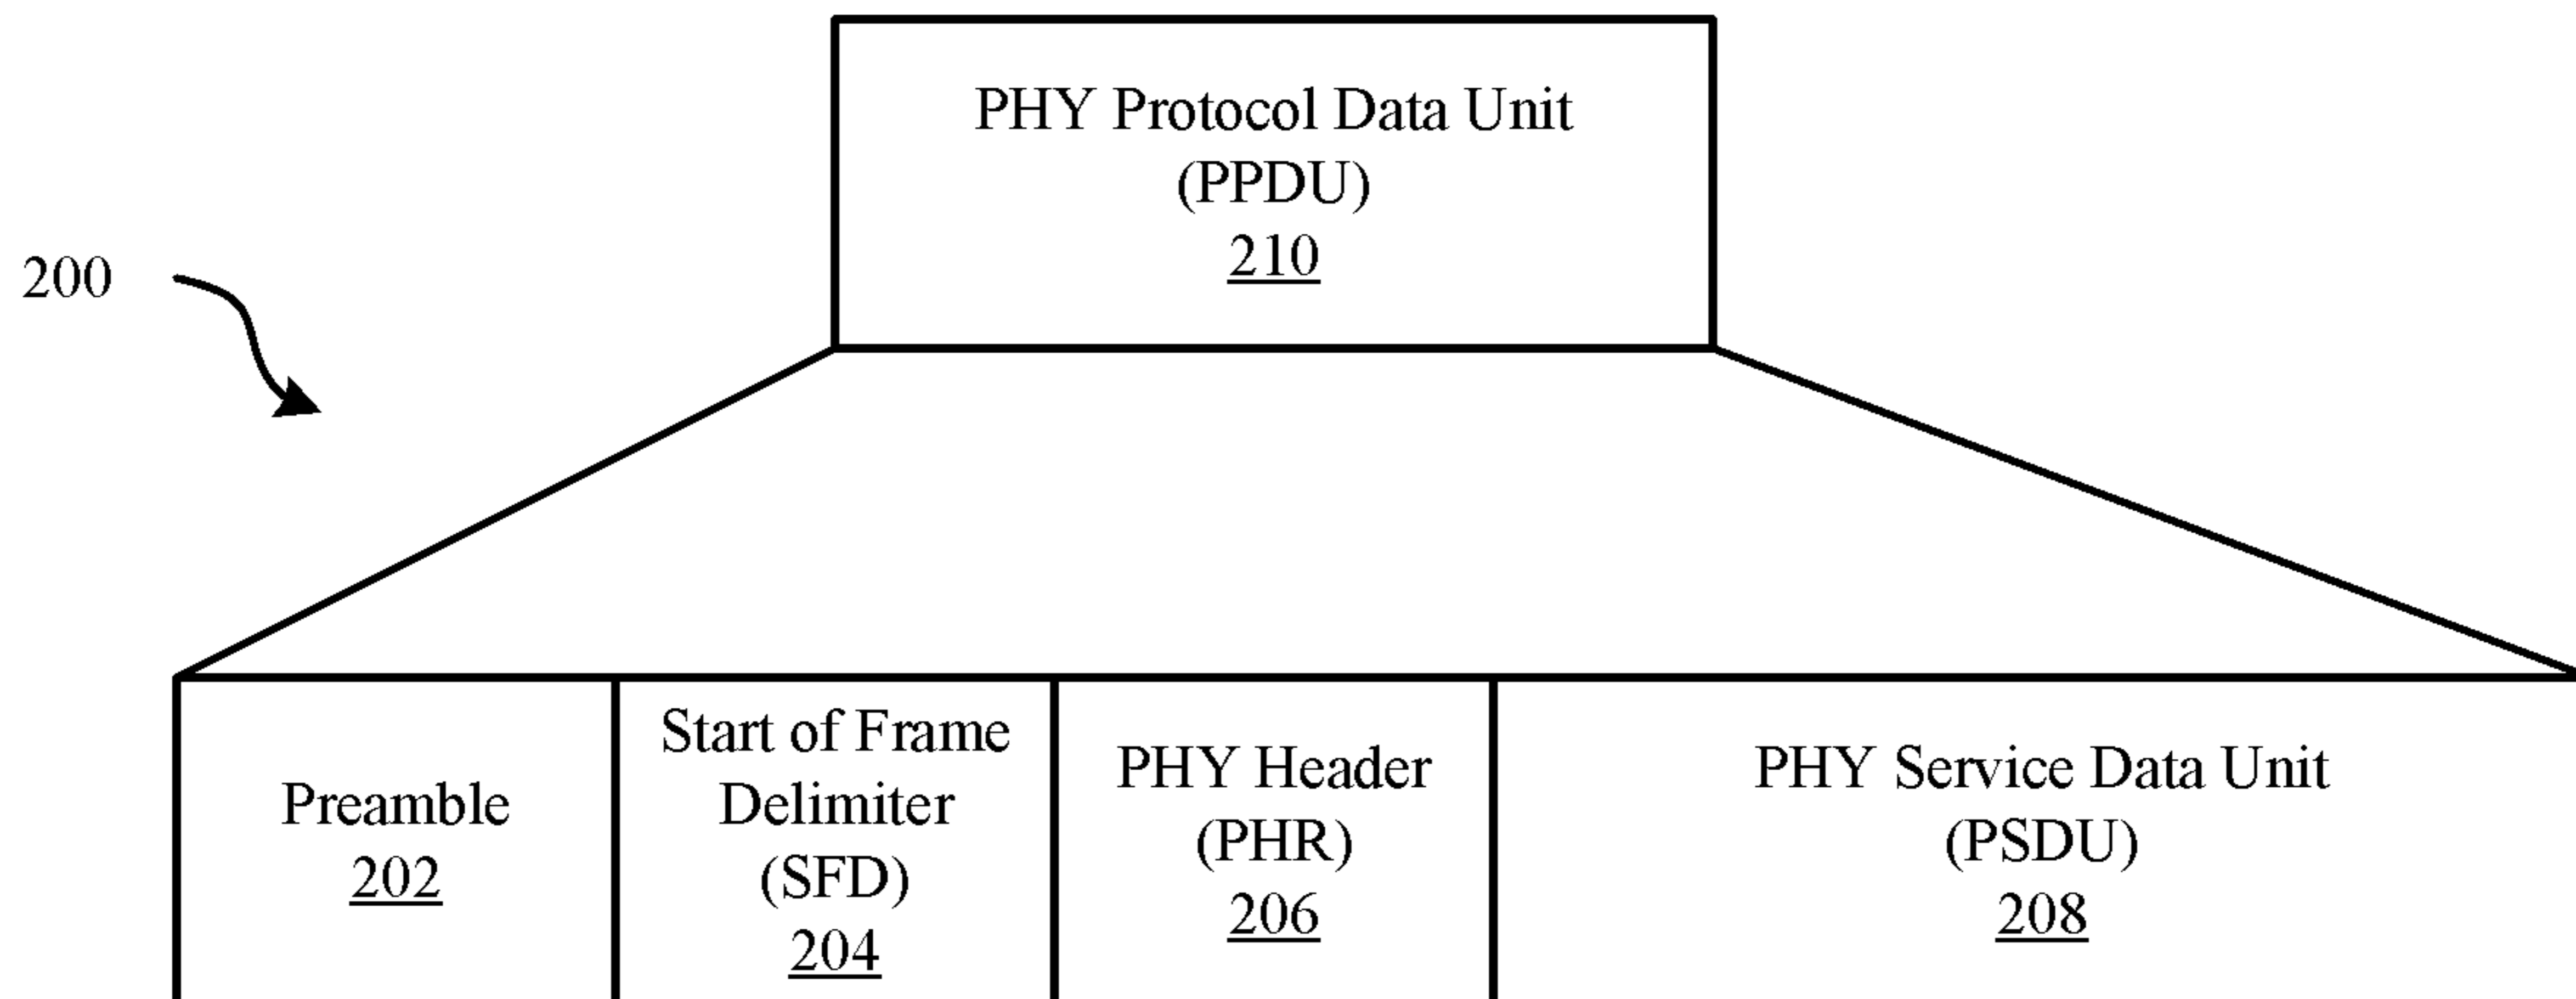 PHY Protocol Data Unit
(PPDU)
210
200
Preamble
202
Start of Frame
Delimiter
(SFD)
204
PHY Header
(PHR)
206
PHY Service Data Unit
(PSDU)
208